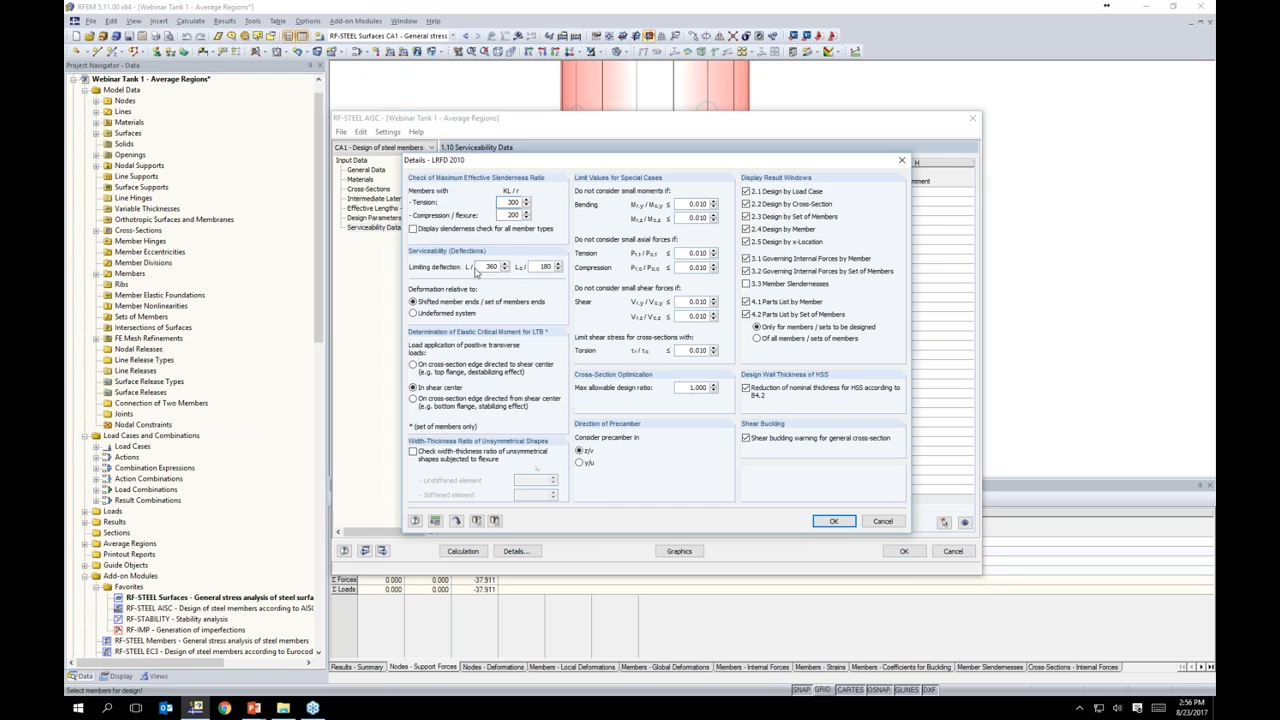 RFEM 5.11.00 x64 - [Webinar Tank 1 - Average Regions*]
File Edit View Insert Calculate Results Tools Table Options Add-on Modules Window Help
RF-STEEL Surfaces CA1 - General stress
Project Navigator - Data
Webinar Tank 1 - Average Regions*
Model Data
Nodes
Lines
Materials
Surfaces
Solids
Openings
Nodal Supports
Line Supports
Surface Supports
Line Hinges
Variable Thicknesses
Orthotropic Surfaces and Membranes
Cross-Sections
Member Hinges
Member Eccentricities
Member Divisions
Members
Ribs
Member Elastic Foundations
Member Nonlinearities
Sets of Members
Intersections of Surfaces
FE Mesh Refinements
Nodal Releases
Line Release Types
Line Releases
Surface Release Types
Surface Releases
Connection of Two Members
Joints
Nodal Constraints
Load Cases and Combinations
Load Cases
Actions
Combination Expressions
Action Combinations
Load Combinations
Result Combinations
Loads
Results
Sections
Average Regions
Printout Reports
Guide Objects
Add-on Modules
Favorites
RF-STEEL Surfaces - General stress analysis of steel surfa
RF-STEEL AISC - Design of steel members according to AISC
RF-STABILITY - Stability analysis
RF-IMP - Generation of imperfections
RF-STEEL Members - General stress analysis of steel members
RF-STEEL EC3 - Design of steel members according to Eurocod
Data Display Views
Select members for design!
RF-STEEL AISC - [Webinar Tank 1 - Average Regions*]
File Edit Settings Help
CA1 - Design of steel members 1.10 Serviceability Data
Input Data
General Data
Materials
Cross-Sections
Intermediate Later
Effective Lengths -
Design Parameters
Serviceability Data
H
mment
Details - LRFD 2010
Check of Maximum Effective Slenderness Ratio
Members with KL / r
- Tension: 300
- Compression / flexure: 200
Display slenderness check for all member types
Serviceability (Deflections)
Limiting deflection: L / 360 Lc / 180
Deformation relative to:
Shifted member ends / set of members ends
Undeformed system
Determination of Elastic Critical Moment for LTB *
Load application of positive transverse
loads:
On cross-section edge directed to shear center
(e.g. top flange, destabilizing effect)
In shear center
On cross-section edge directed from shear center
(e.g. bottom flange, stabilizing effect)
* (set of members only)
Width-Thickness Ratio of Unsymmetrical Shapes
Check width-thickness ratio of unsymmetrical
shapes subjected to flexure
- Unstiffened element
- Stiffened element
Limit Values for Special Cases
Do not consider small moments if:
Bending Mr,y / Mc,y ≤ 0.010
Mr,z / Mc,z ≤ 0.010
Do not consider small axial forces if:
Tension Pr,t / Pc,t ≤ 0.010
Compression Pr,c / Pc,c ≤ 0.010
Do not consider small shear forces if:
Shear Vr,y / Vc,y ≤ 0.010
Vr,z / Vc,z ≤ 0.010
Limit shear stress for cross-sections with:
Torsion τr / τc ≤ 0.010
Cross-Section Optimization
Max allowable design ratio: 1.000
Direction of Precamber
Consider precamber in
z/v
y/u
Display Result Windows
2.1 Design by Load Case
2.2 Design by Cross-Section
2.3 Design by Set of Members
2.4 Design by Member
2.5 Design by x-Location
3.1 Governing Internal Forces by Member
3.2 Governing Internal Forces by Set of Members
3.3 Member Slendernesses
4.1 Parts List by Member
4.2 Parts List by Set of Members
Only for members / sets to be designed
Of all members / sets of members
Design Wall Thickness of HSS
Reduction of nominal thickness for HSS according to
B4.2
Shear Buckling
Shear buckling warning for general cross-section
OK Cancel
Calculation Details... Graphics OK Cancel
Σ Forces 0.000 0.000 -37.911
Σ Loads 0.000 0.000 -37.911
Results - Summary Nodes - Support Forces Nodes - Deformations Members - Local Deformations Members - Global Deformations Members - Internal Forces Members - Strains Members - Coefficients for Buckling Member Slendernesses Cross-Sections - Internal Forces
SNAP GRID CARTES OSNAP GLINES DXF
2:56 PM
8/23/2017